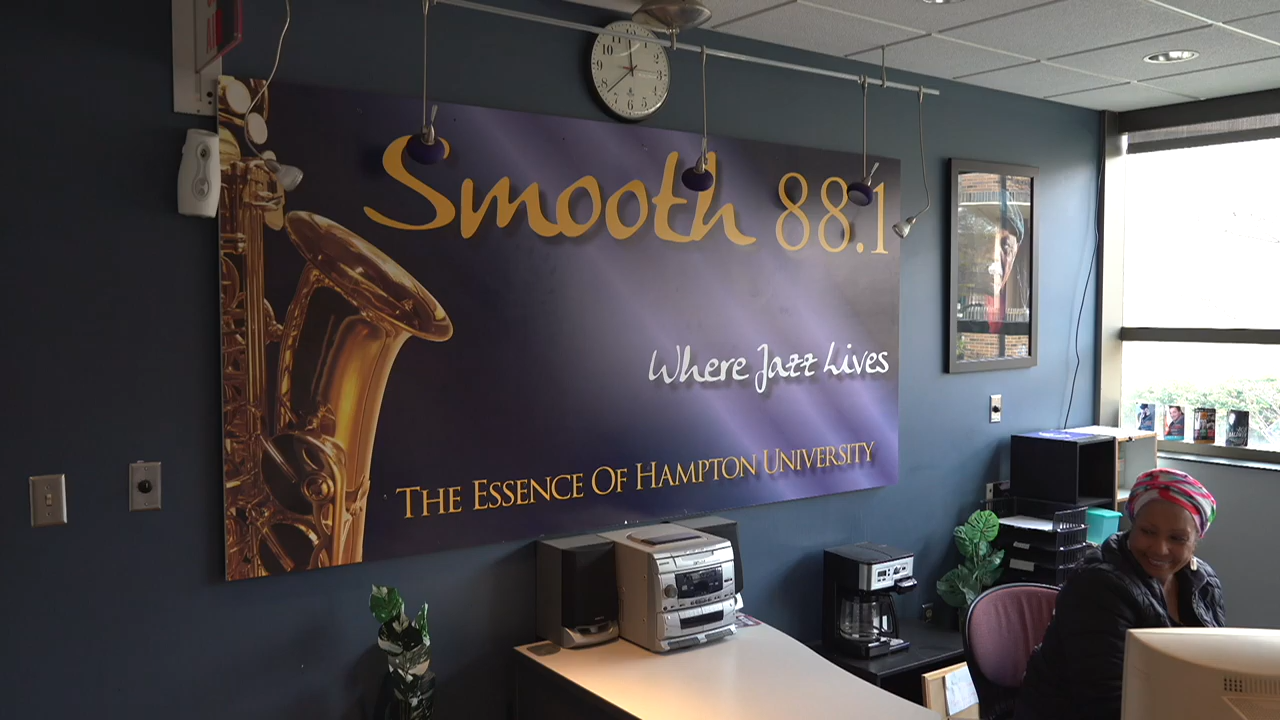 Smooth 88.1
Where Jazz Lives
The Essence Of Hampton University